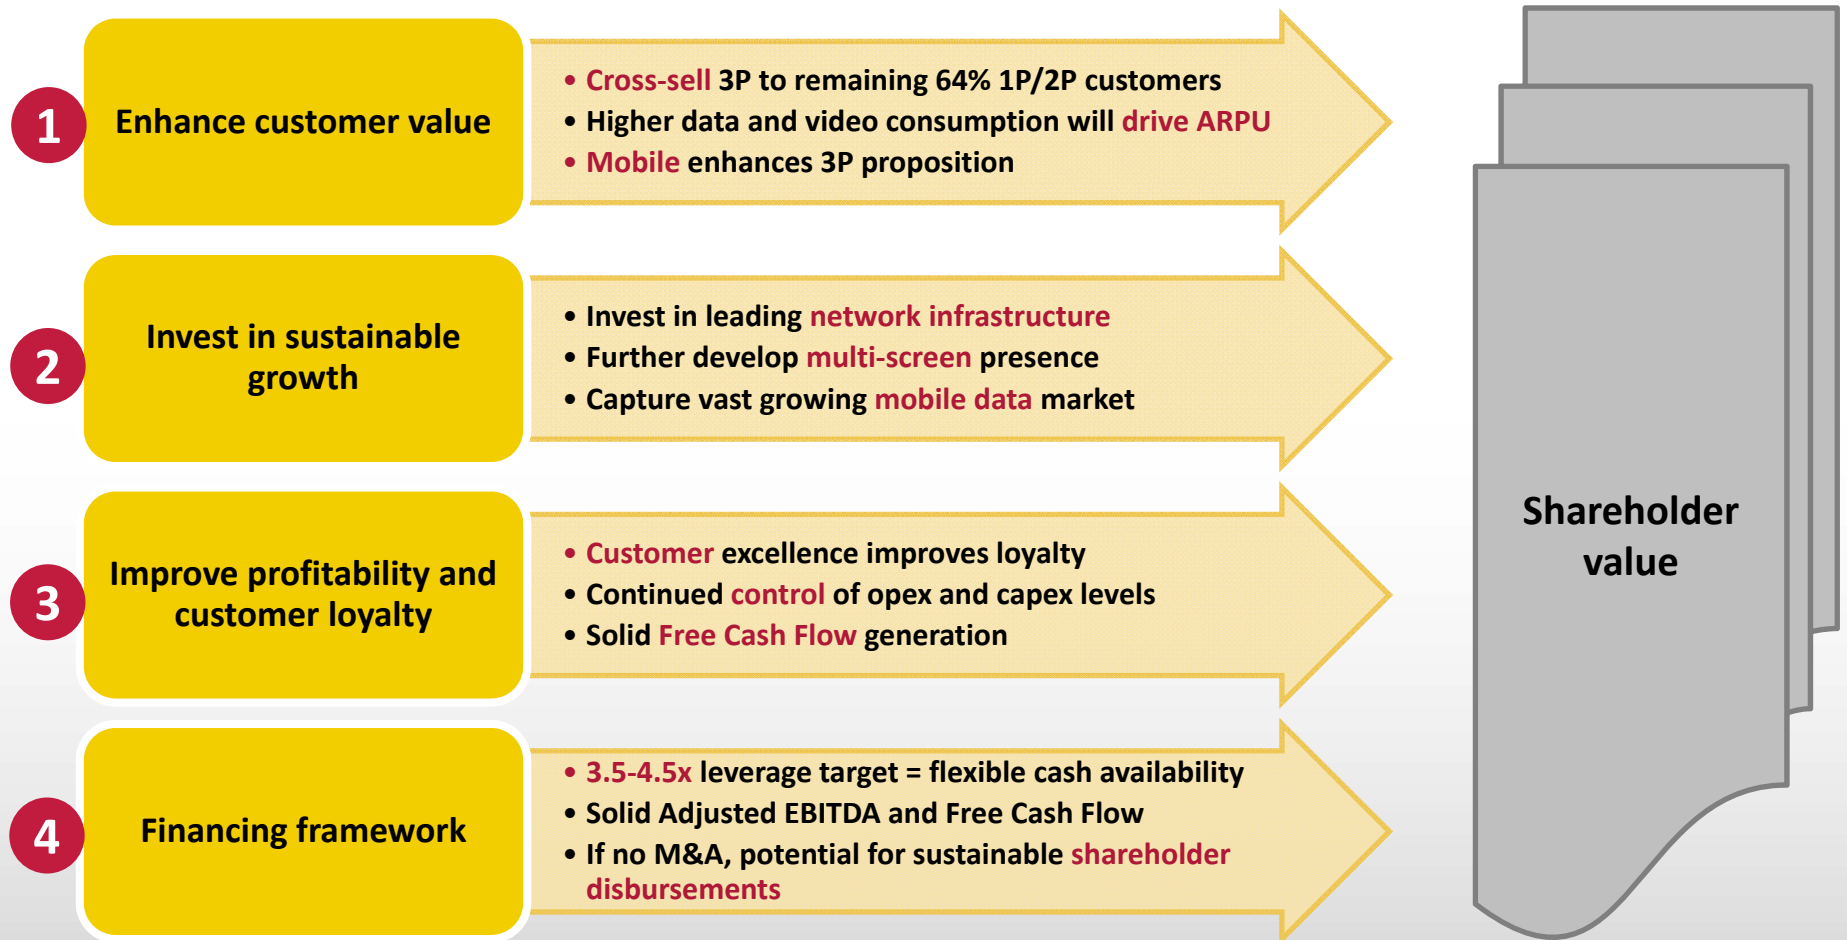 1
Enhance customer value
• Cross-sell 3P to remaining 64% 1P/2P customers
• Higher data and video consumption will drive ARPU
• Mobile enhances 3P proposition
2
Invest in sustainable
growth
• Invest in leading network infrastructure
• Further develop multi-screen presence
• Capture vast growing mobile data market
3
Improve profitability and
customer loyalty
• Customer excellence improves loyalty
• Continued control of opex and capex levels
• Solid Free Cash Flow generation
4
Financing framework
• 3.5-4.5x leverage target = flexible cash availability
• Solid Adjusted EBITDA and Free Cash Flow
• If no M&A, potential for sustainable shareholder
disbursements
Shareholder
value